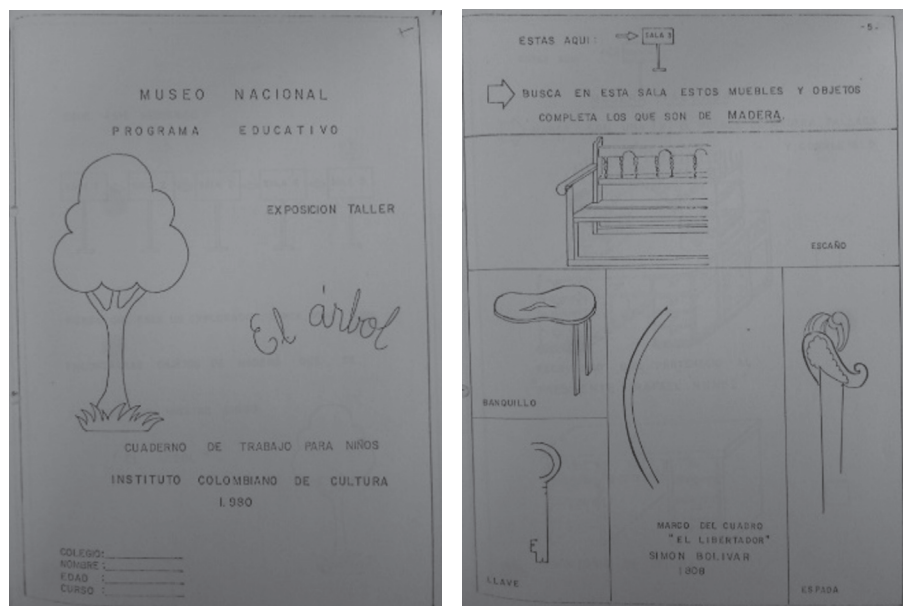 MUSEO NACIONAL
PROGRAMA EDUCATIVO
EXPOSICION TALLER
El árbol
CUADERNO DE TRABAJO PARA NIÑOS
INSTITUTO COLOMBIANO DE CULTURA
1.980
COLEGIO:
NOMBRE:
EDAD :
CURSO :
-5-
ESTAS AQUI:
SALA 3
BUSCA EN ESTA SALA ESTOS MUEBLES Y OBJETOS
COMPLETA LOS QUE SON DE MADERA.
ESCAÑO
BANQUILLO
MARCO DEL CUADRO
"EL LIBERTADOR"
SIMON BOLIVAR
LLAVE
ESPADA